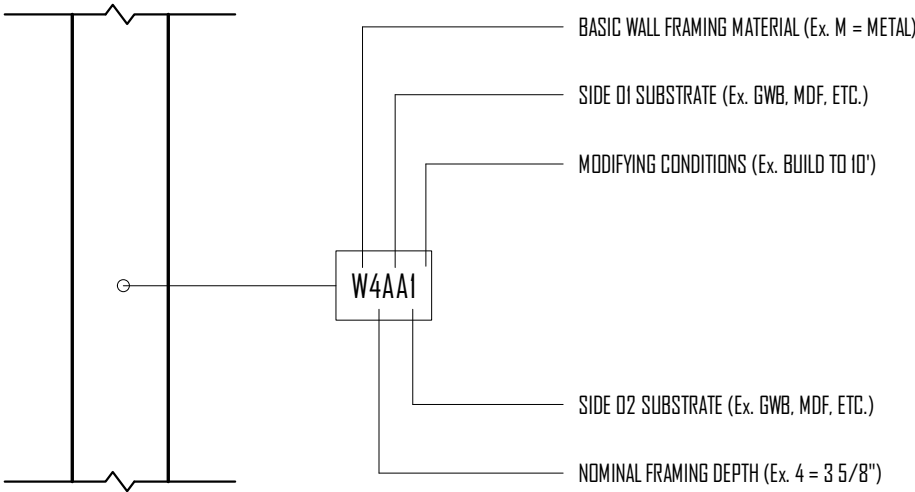 BASIC WALL FRAMING MATERIAL (Ex. M = METAL)
SIDE 01 SUBSTRATE (Ex. GWB, MDF, ETC.)
MODIFYING CONDITIONS (Ex. BUILD TO 10')
W4AA1
SIDE 02 SUBSTRATE (Ex. GWB, MDF, ETC.)
NOMINAL FRAMING DEPTH (Ex. 4 = 3 5/8")